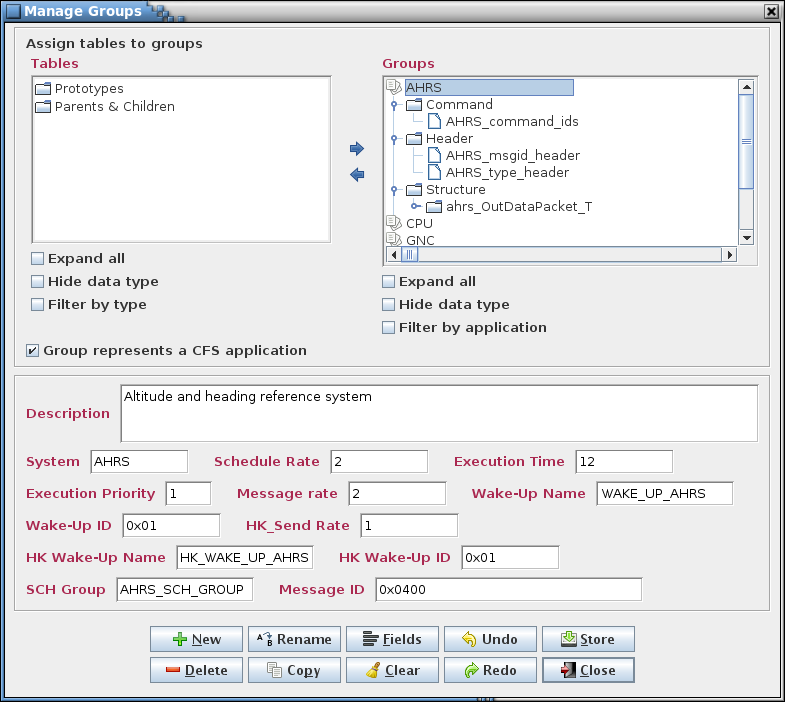 Manage Groups
Assign tables to groups
Tables
Prototypes
Parents & Children
Expand all
Hide data type
Filter by type
Groups
AHRS
Command
AHRS_command_ids
Header
AHRS_msgid_header
AHRS_type_header
Structure
ahrs_OutDataPacket_T
CPU
GNC
Expand all
Hide data type
Filter by application
Group represents a CFS application
Description Altitude and heading reference system
System AHRS Schedule Rate 2 Execution Time 12
Execution Priority 1 Message rate 2 Wake-Up Name WAKE_UP_AHRS
Wake-Up ID 0x01 HK_Send Rate 1
HK Wake-Up Name HK_WAKE_UP_AHRS HK Wake-Up ID 0x01
SCH Group AHRS_SCH_GROUP Message ID 0x0400
New Rename Fields Undo Store
Delete Copy Clear Redo Close